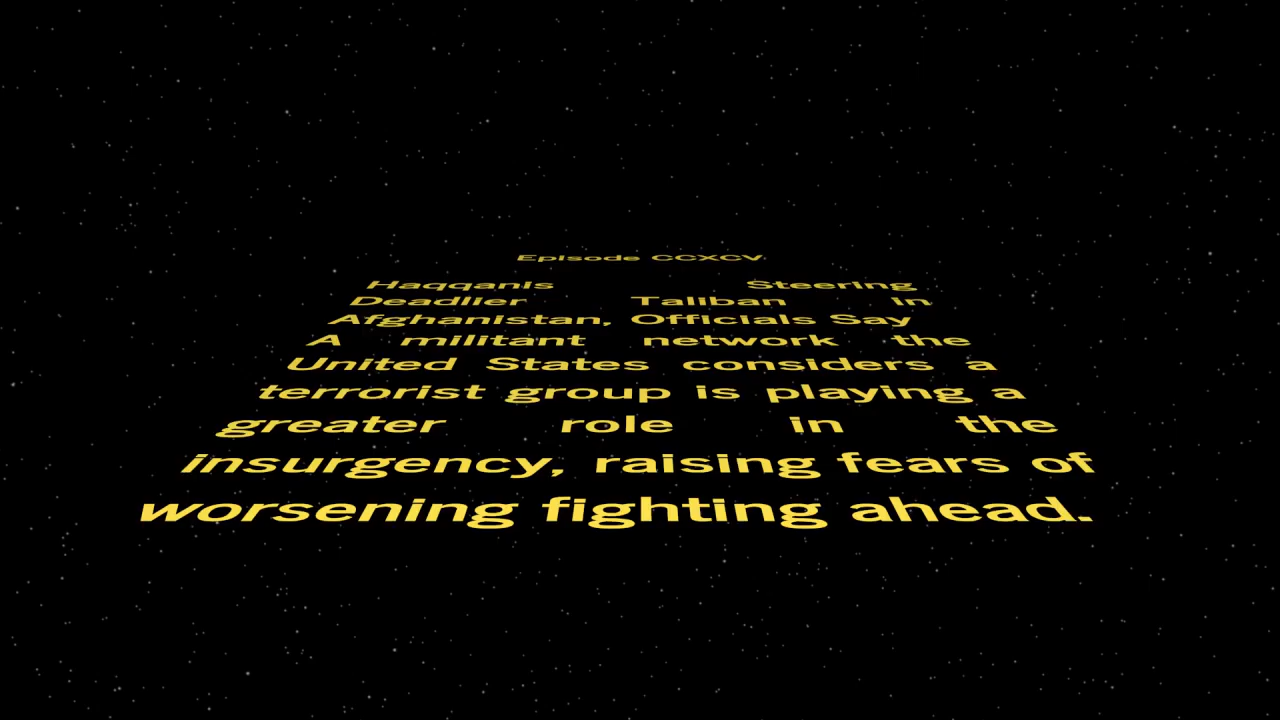 Episode CCXCV
Haqqanis Steering
Deadlier Taliban in
Afghanistan, Officials Say
A militant network the
United States considers a
terrorist group is playing a
greater role in the
insurgency, raising fears of
worsening fighting ahead.